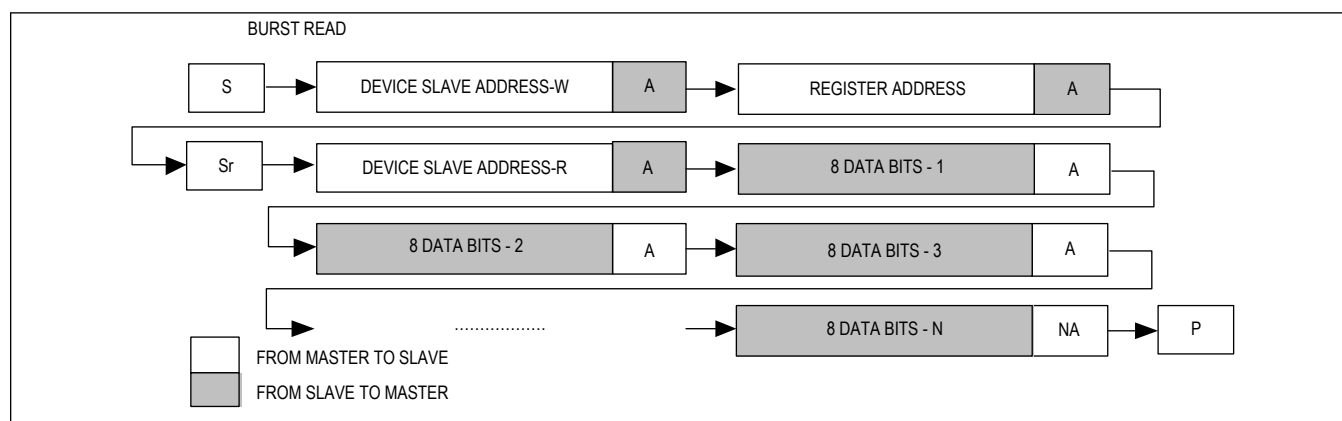 BURST READ
S DEVICE SLAVE ADDRESS-W A REGISTER ADDRESS A
Sr DEVICE SLAVE ADDRESS-R A 8 DATA BITS - 1 A
8 DATA BITS - 2 A 8 DATA BITS - 3 A
.................. 8 DATA BITS - N NA P
FROM MASTER TO SLAVE
FROM SLAVE TO MASTER